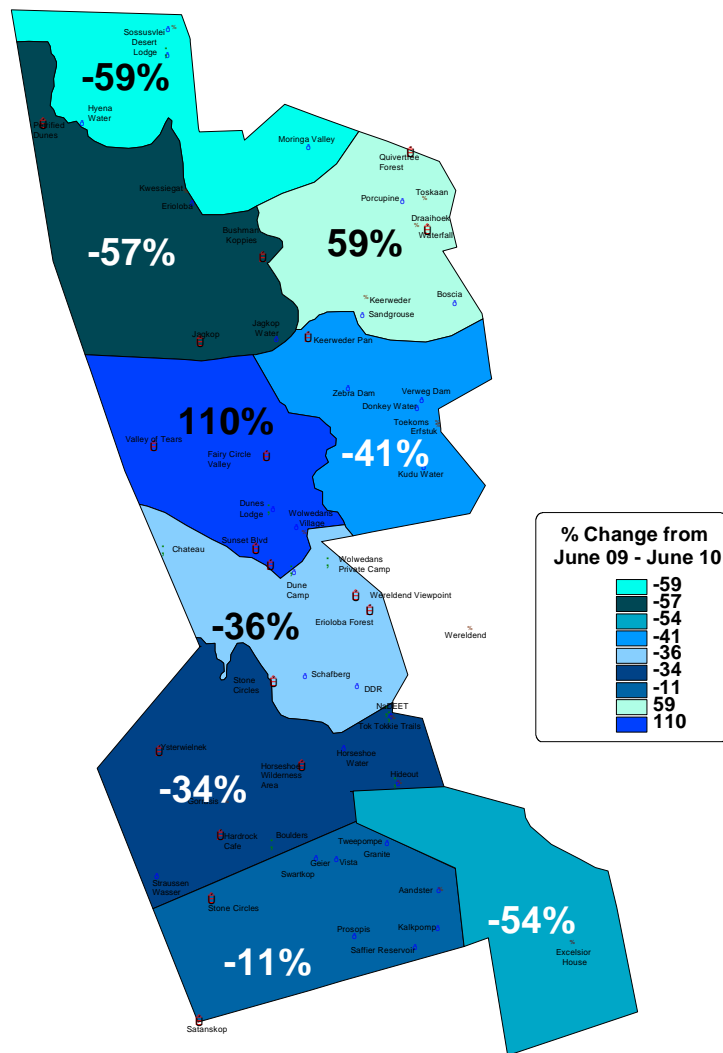 Sossusvlei
Desert
Lodge
-59%
Hyena
Water
Petrified
Dunes
Moringa Valley
Quivertree
Forest
Kwessiegat
Erioloba
Porcupine
Toskaan
Draaihoek
Waterfall
Bushman
Koppies
-57%
59%
Keerweder
Boscia
Sandgrouse
Jagkop
Jagkop
Water
Keerweder Pan
Zebra Dam
Verweg Dam
Donkey Water
110%
Toekoms
Erfstuk
Valley of Tears
Fairy Circle
Valley
-41%
Kudu Water
Dunes
Lodge
Wolwedans
Village
Chateau
Sunset Blvd
Wolwedans
Private Camp
Dune
Camp
Wereldend Viewpoint
-36%
Erioloba Forest
Wereldend
Stone
Circles
Schafberg
DDR
NaDEET
Tok Tokkie Trails
Vsterwielnek
Horseshoe
Wilderness
Area
Horseshoe
Water
-34%
Hideout
Hardrock
Cafe
Boulders
Tweepompe
Granite
Geier
Vista
Swartkop
Straussen
Wasser
Aandster
Stone Circles
-54%
Prosopis
Kalkpomp
-11%
Saffier Reservoir
Excelsior
House
Satanskop
% Change from
June 09 - June 10
-59
-57
-54
-41
-36
-34
-11
59
110